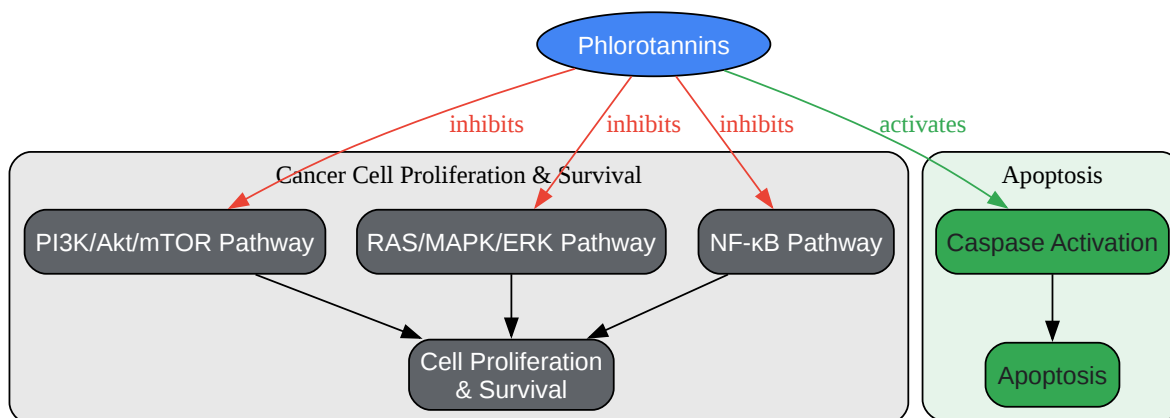 Phlorotannins
inhibits
inhibits
inhibits
activates
Cancer Cell Proliferation & Survival
Apoptosis
PI3K/Akt/mTOR Pathway
RAS/MAPK/ERK Pathway
NF-κB Pathway
Caspase Activation
Cell Proliferation
& Survival
Apoptosis